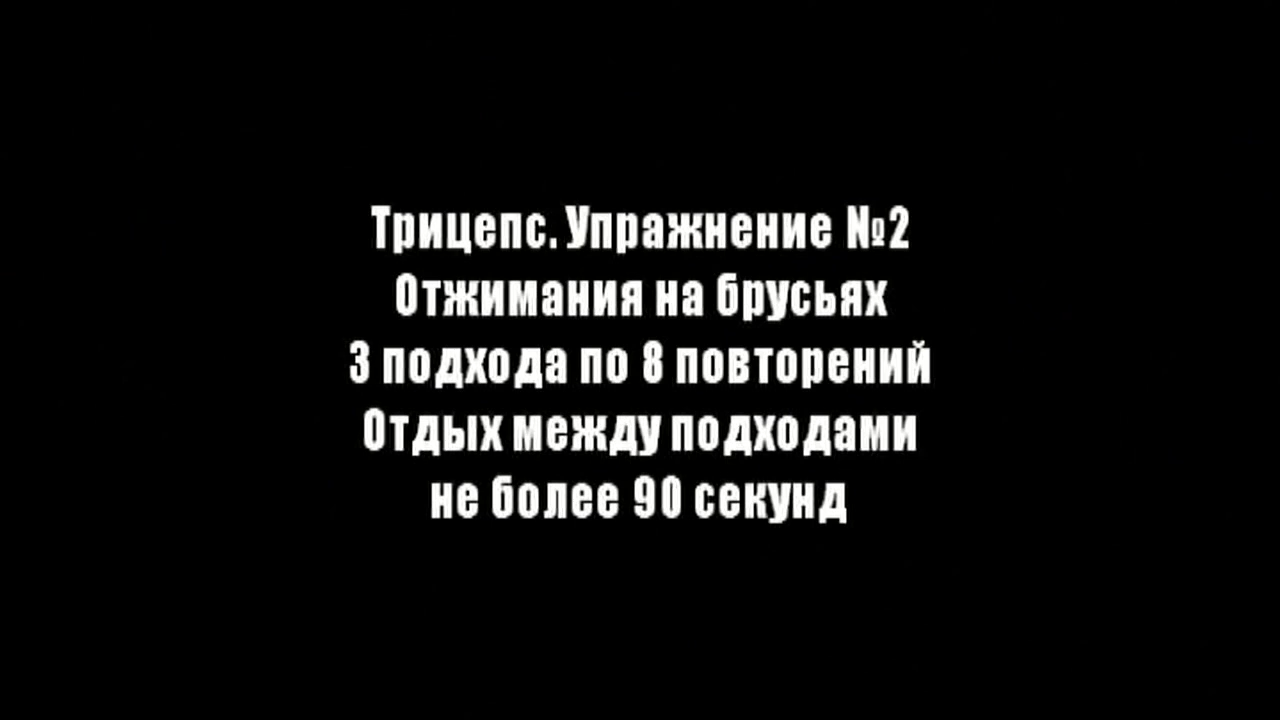 Трицепс. Упражнение №2
Отжимания на брусьях
3 подхода по 8 повторений
Отдых между подходами
не более 90 секунд